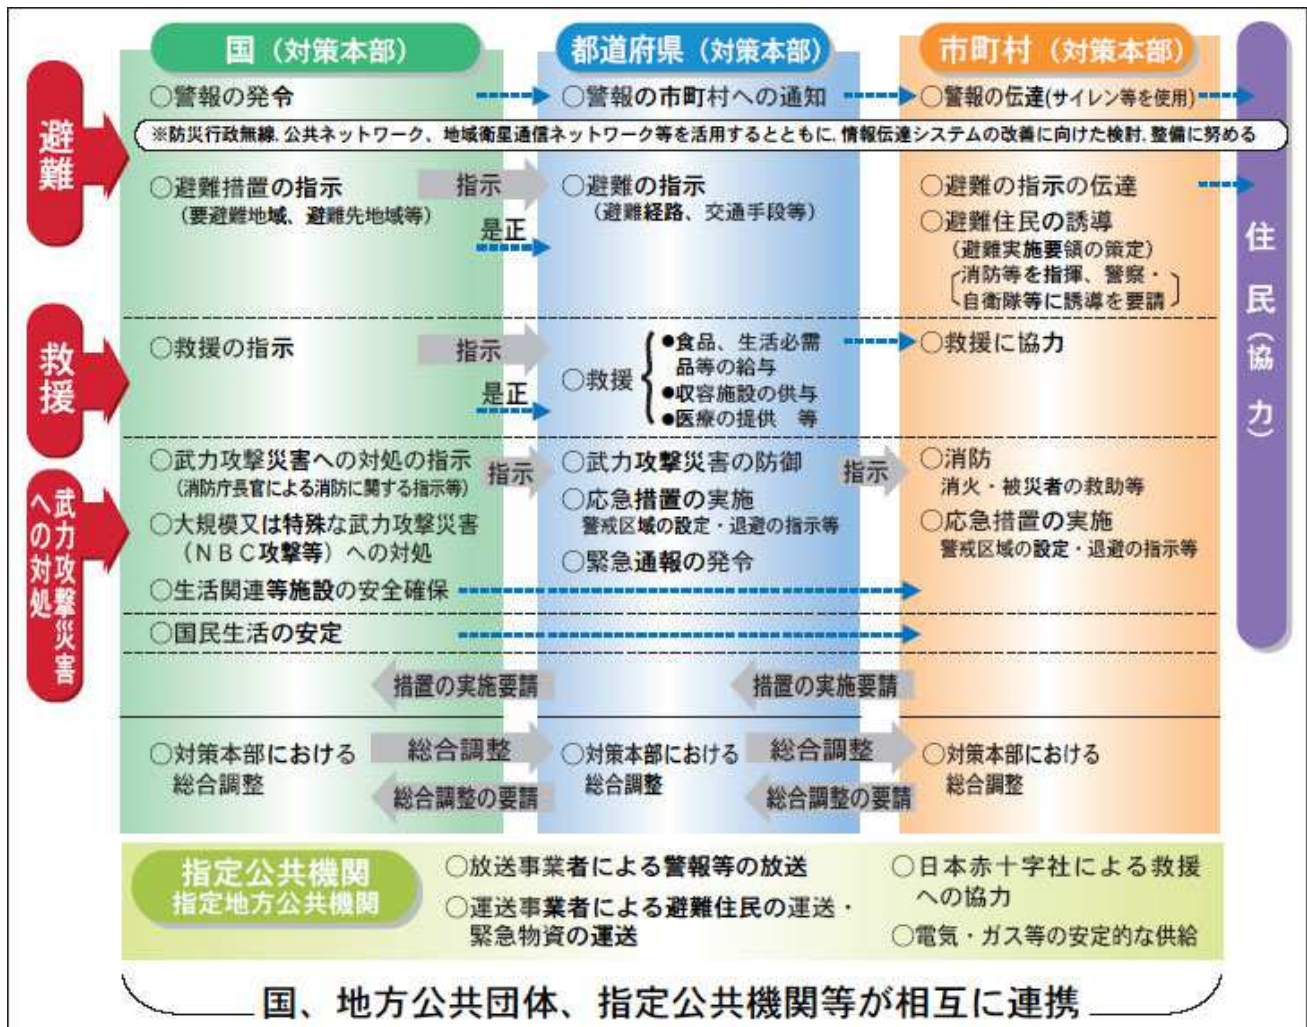 国（対策本部）
都道府県（対策本部）
市町村（対策本部）
避難
○警報の発令
○警報の市町村への通知
○警報の伝達(サイレン等を使用)
※防災行政無線、公共ネットワーク、地域衛星通信ネットワーク等を活用するとともに、情報伝達システムの改善に向けた検討、整備に努める
○避難措置の指示
（要避難地域、避難先地域等）
指示
是正
○避難の指示
（避難経路、交通手段等）
○避難の指示の伝達
○避難住民の誘導
（避難実施要領の策定）
消防等を指揮、警察・
自衛隊等に誘導を要請
住民（協力）
救援
○救援の指示
指示
是正
○救援
●食品、生活必需
品等の給与
●収容施設の供与
●医療の提供　等
○救援に協力
武力攻撃災害
への対処
○武力攻撃災害への対処の指示
（消防庁長官による消防に関する指示等）
○大規模又は特殊な武力攻撃災害
（ＮＢＣ攻撃等）への対処
○生活関連等施設の安全確保
指示
○武力攻撃災害の防御
○応急措置の実施
警戒区域の設定・退避の指示等
○緊急通報の発令
指示
○消防
消火・被災者の救助等
○応急措置の実施
警戒区域の設定・退避の指示等
○国民生活の安定
措置の実施要請
措置の実施要請
○対策本部における
総合調整
総合調整
総合調整の要請
○対策本部における
総合調整
総合調整
総合調整の要請
○対策本部における
総合調整
指定公共機関
指定地方公共機関
○放送事業者による警報等の放送
○運送事業者による避難住民の運送・
緊急物資の運送
○日本赤十字社による救援
への協力
○電気・ガス等の安定的な供給
国、地方公共団体、指定公共機関等が相互に連携